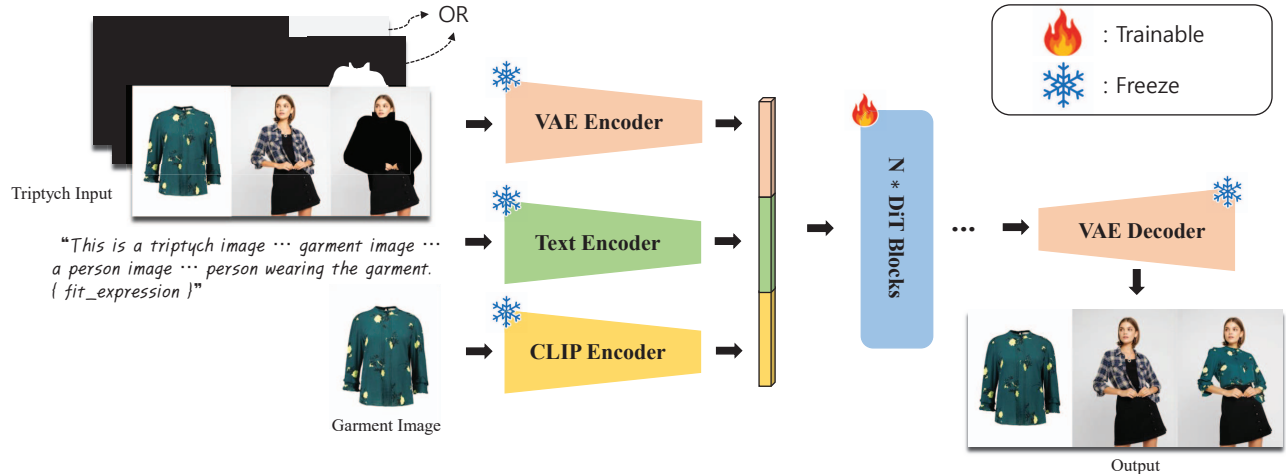 OR
: Trainable
: Freeze
VAE Encoder
Triptych Input
Text Encoder
N * DiT Blocks
...
VAE Decoder
"This is a triptych image ··· garment image ···
a person image ··· person wearing the garment.
{ fit_expression }"
CLIP Encoder
Garment Image
Output